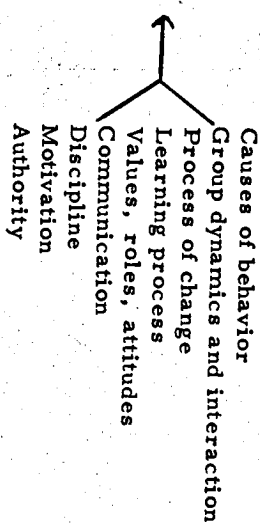 Causes of behavior
Group dynamics and interaction
Process of change
Learning process
Values, roles, attitudes
Communication
Discipline
Motivation
Authority